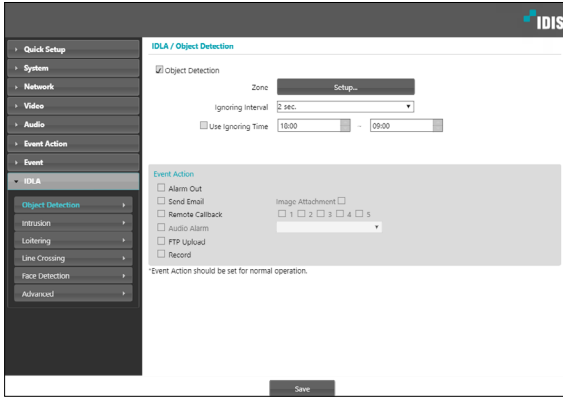 IDIS
Quick Setup
System
Network
Video
Audio
Event Action
Event
IDLA
Object Detection
Intrusion
Loitering
Line Crossing
Face Detection
Advanced
IDLA / Object Detection
Object Detection
Zone Setup...
Ignoring Interval 2 sec.
Use Ignoring Time 18:00 ~ 09:00
Event Action
Alarm Out
Send Email Image Attachment
Remote Callback 1 2 3 4 5
Audio Alarm
FTP Upload
Record
*Event Action should be set for normal operation.
Save